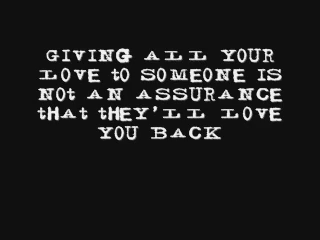 GIVING ALL YOUR
LOVE tO SOMEONE IS
NOt AN ASSURANCE
tHAt tHEY'LL LOVE
YOU BACK